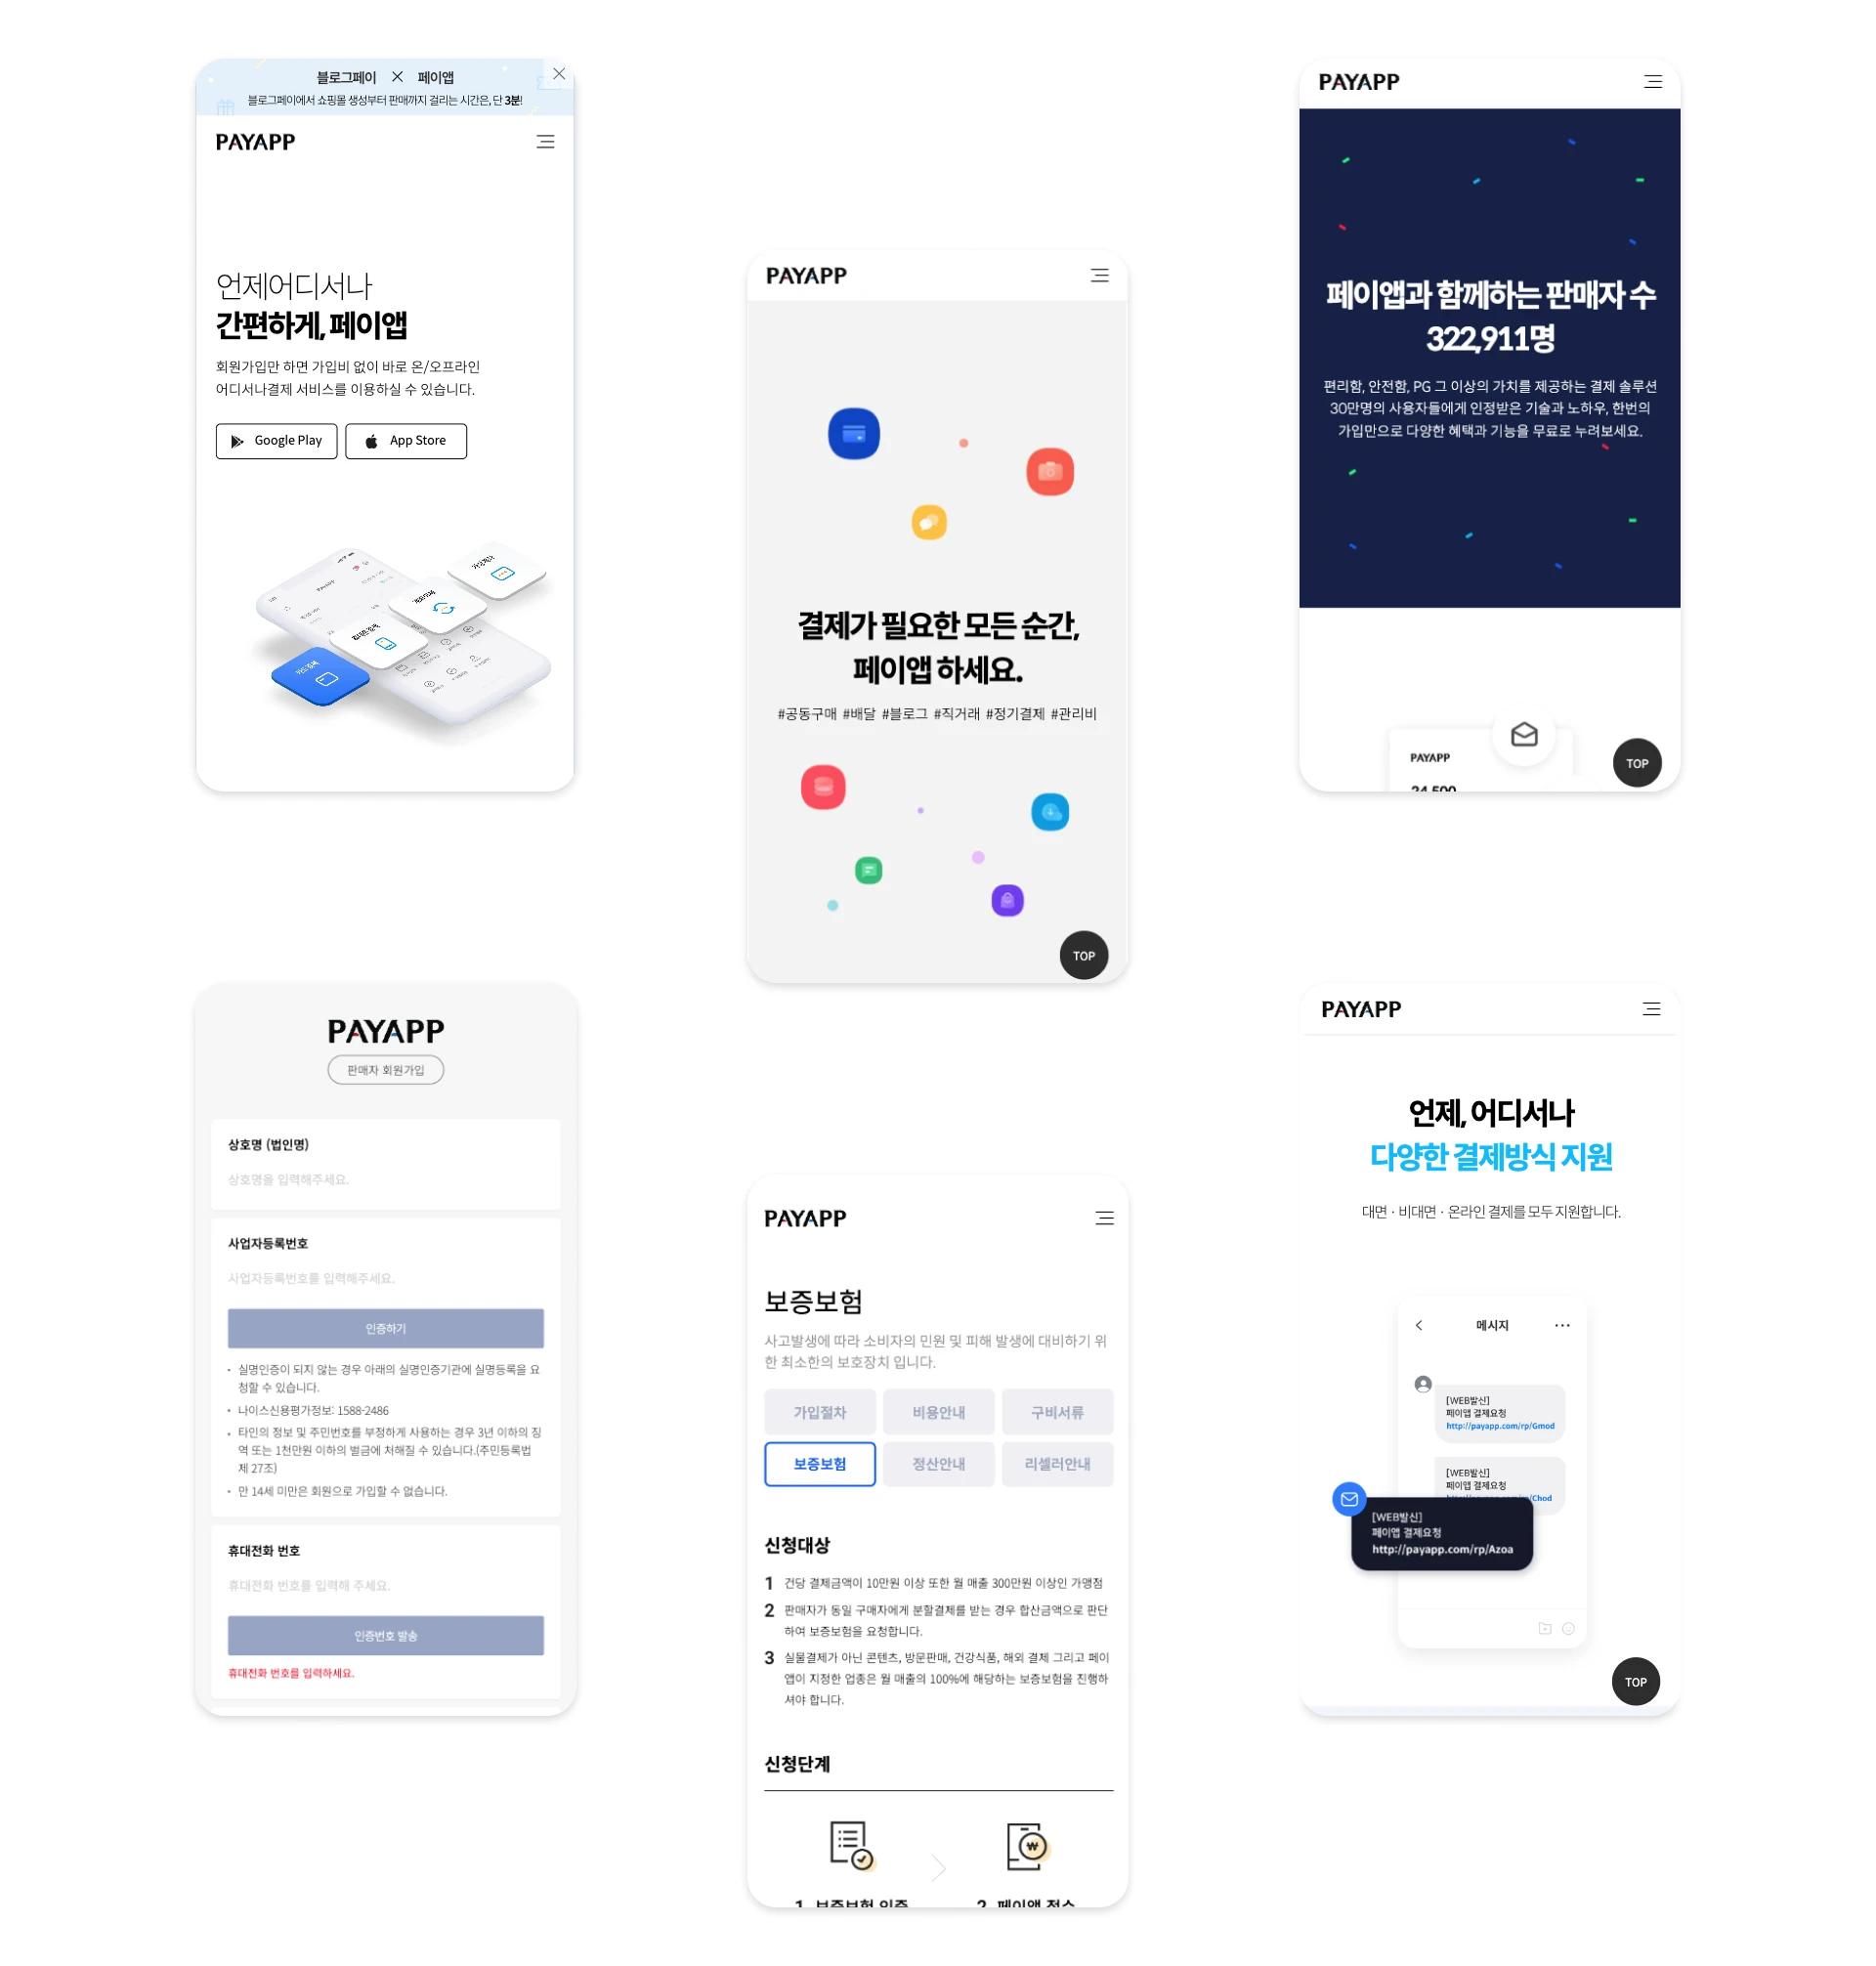 블로그페이 × 페이앱
블로그페이에서 쇼핑몰 생성부터 판매까지 걸리는 시간은, 단 3분!
PAYAPP
언제어디서나
간편하게, 페이앱
회원가입만 하면 가입비 없이 바로 온/오프라인
어디서나결제 서비스를 이용하실 수 있습니다.
Google Play
App Store
PAYAPP
결제가 필요한 모든 순간,
페이앱 하세요.
#공동구매 #배달 #블로그 #직거래 #정기결제 #관리비
TOP
PAYAPP
페이앱과 함께하는 판매자 수
322,911명
편리함, 안전함, PG 그 이상의 가치를 제공하는 결제 솔루션
30만명의 사용자들에게 인정받은 기술과 노하우, 한번의
가입만으로 다양한 혜택과 기능을 무료로 누려보세요.
PAYAPP
24,500
TOP
PAYAPP
판매자 회원가입
상호명 (법인명)
상호명을 입력해주세요.
사업자등록번호
사업자등록번호를 입력해주세요.
인증하기
· 실명인증이 되지 않는 경우 아래의 실명인증기관에 실명등록을 요
청할 수 있습니다.
· 나이스신용평가정보: 1588-2486
· 타인의 정보 및 주민번호를 부정하게 사용하는 경우 3년 이하의 징
역 또는 1천만원 이하의 벌금에 처해질 수 있습니다.(주민등록법
제 27조)
· 만 14세 미만은 회원으로 가입할 수 없습니다.
휴대전화 번호
휴대전화 번호를 입력해 주세요.
인증번호 발송
휴대전화 번호를 입력하세요.
PAYAPP
보증보험
사고발생에 따라 소비자의 민원 및 피해 발생에 대비하기 위
한 최소한의 보호장치 입니다.
가입절차
비용안내
구비서류
보증보험
정산안내
리셀러안내
신청대상
1 건당 결제금액이 10만원 이상 또한 월 매출 300만원 이상인 가맹점
2 판매자가 동일 구매자에게 분할결제를 받는 경우 합산금액으로 판단
하여 보증보험을 요청합니다.
3 실물결제가 아닌 콘텐츠, 방문판매, 건강식품, 해외 결제 그리고 페이
앱이 지정한 업종은 월 매출의 100%에 해당하는 보증보험을 진행하
셔야 합니다.
신청단계
1. 보증보험 인증
2. 페이앱 접수
PAYAPP
언제, 어디서나
다양한 결제방식 지원
대면 · 비대면 · 온라인 결제를 모두 지원합니다.
메시지
[WEB발신]
페이앱 결제요청
http://payapp.com/rp/Gmod
[WEB발신]
페이앱 결제요청
http://payapp.com/rp/Chod
[WEB발신]
페이앱 결제요청
http://payapp.com/rp/Azoa
TOP